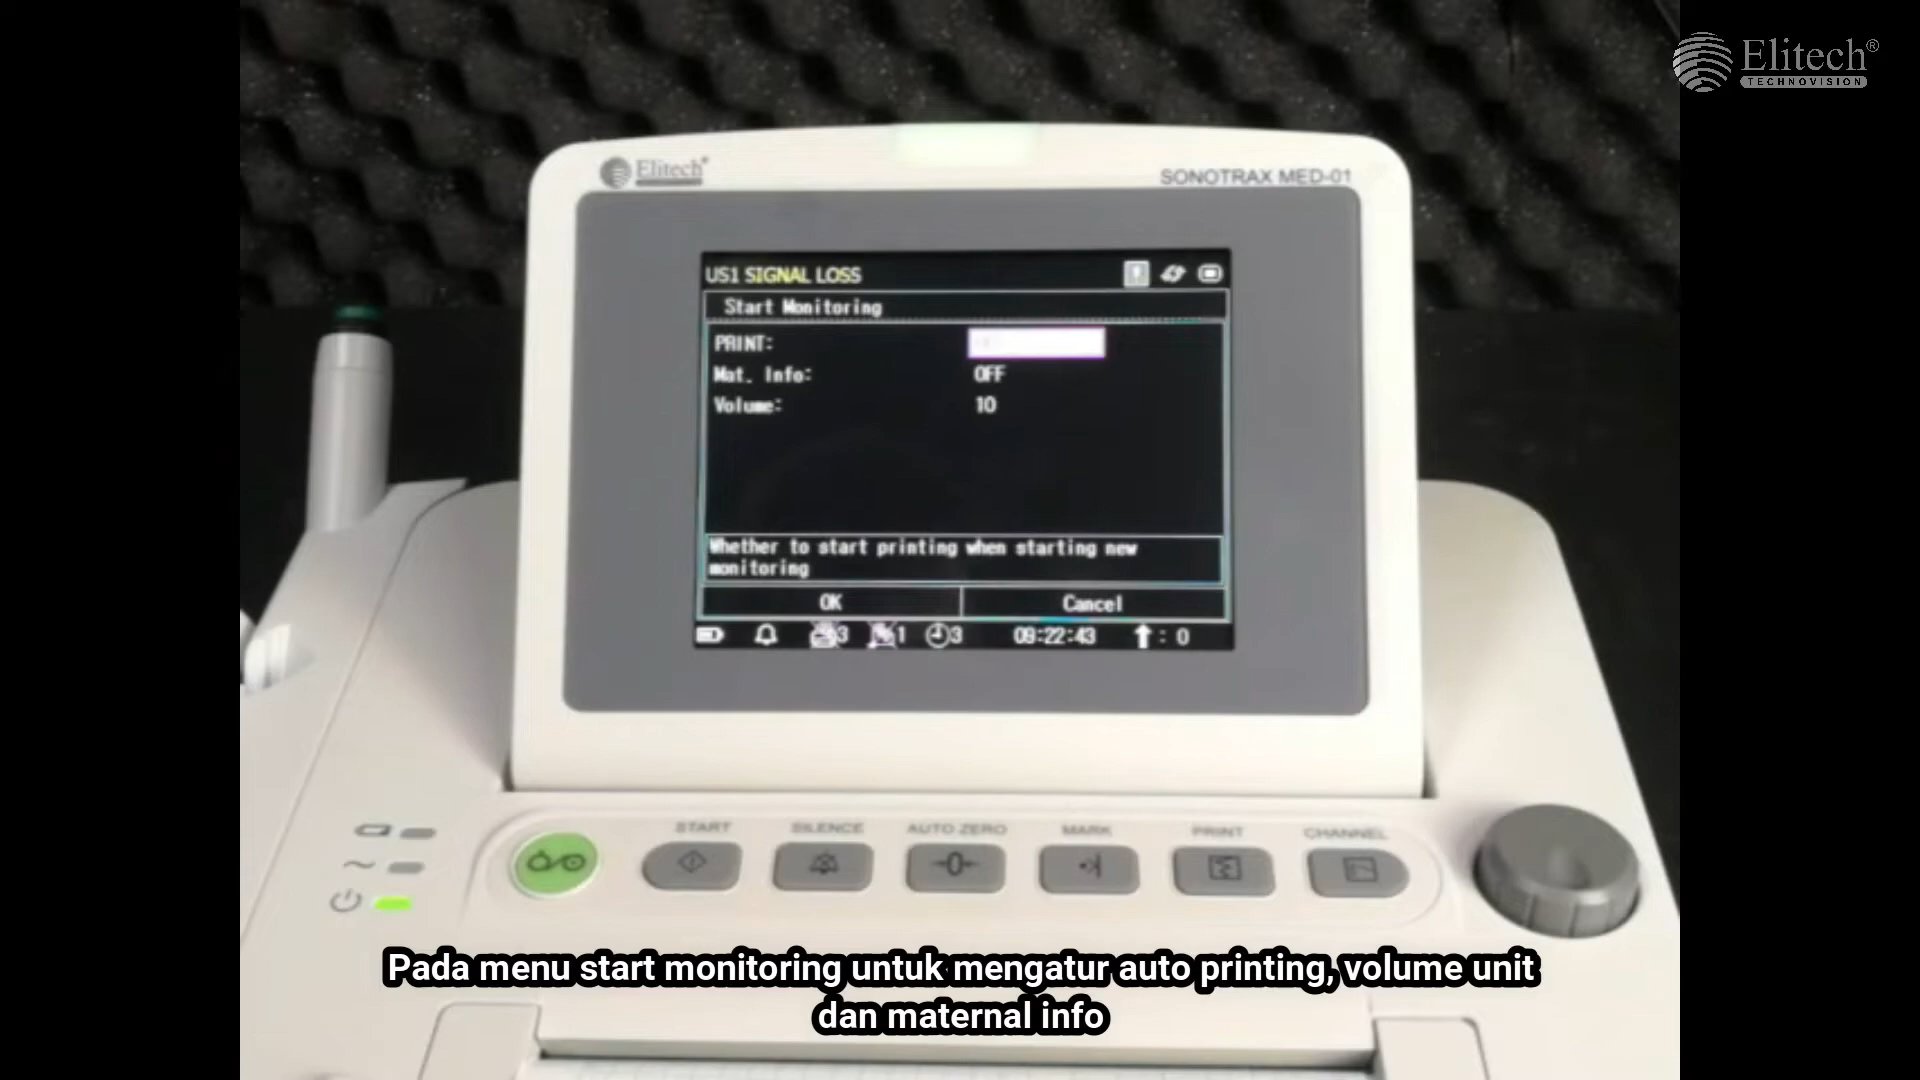 Elitech®
TECHNOVISION
Elitech®
SONOTRAX MED-01
US1 SIGNAL LOSS
Start Monitoring
PRINT:
Mat. Info: OFF
Volume: 10
Whether to start printing when starting new
monitoring
OK Cancel
3 1 3 09:22:43 : 0
START SILENCE AUTO ZERO MARK PRINT CHANNEL
Pada menu start monitoring untuk mengatur auto printing, volume unit
dan maternal info